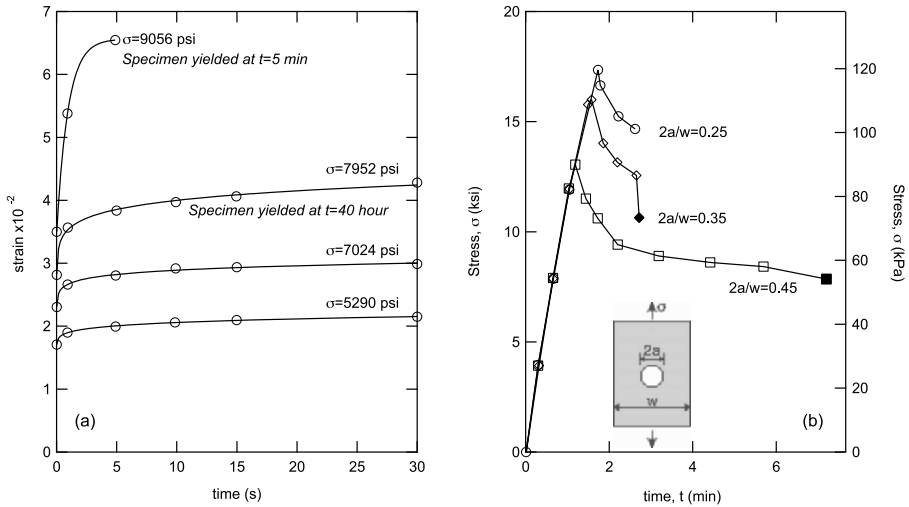 7
6
5
4
3
2
1
0
strain x10⁻²
σ=9056 psi
Specimen yielded at t=5 min
σ=7952 psi
Specimen yielded at t=40 hour
σ=7024 psi
σ=5290 psi
(a)
0 5 10 15 20 25 30
time (s)
20
15
10
5
0
Stress, σ (ksi)
2a/w=0.25
2a/w=0.35
2a/w=0.45
σ
2a
w
(b)
0 2 4 6
time, t (min)
120
100
80
60
40
20
0
Stress, σ (kPa)